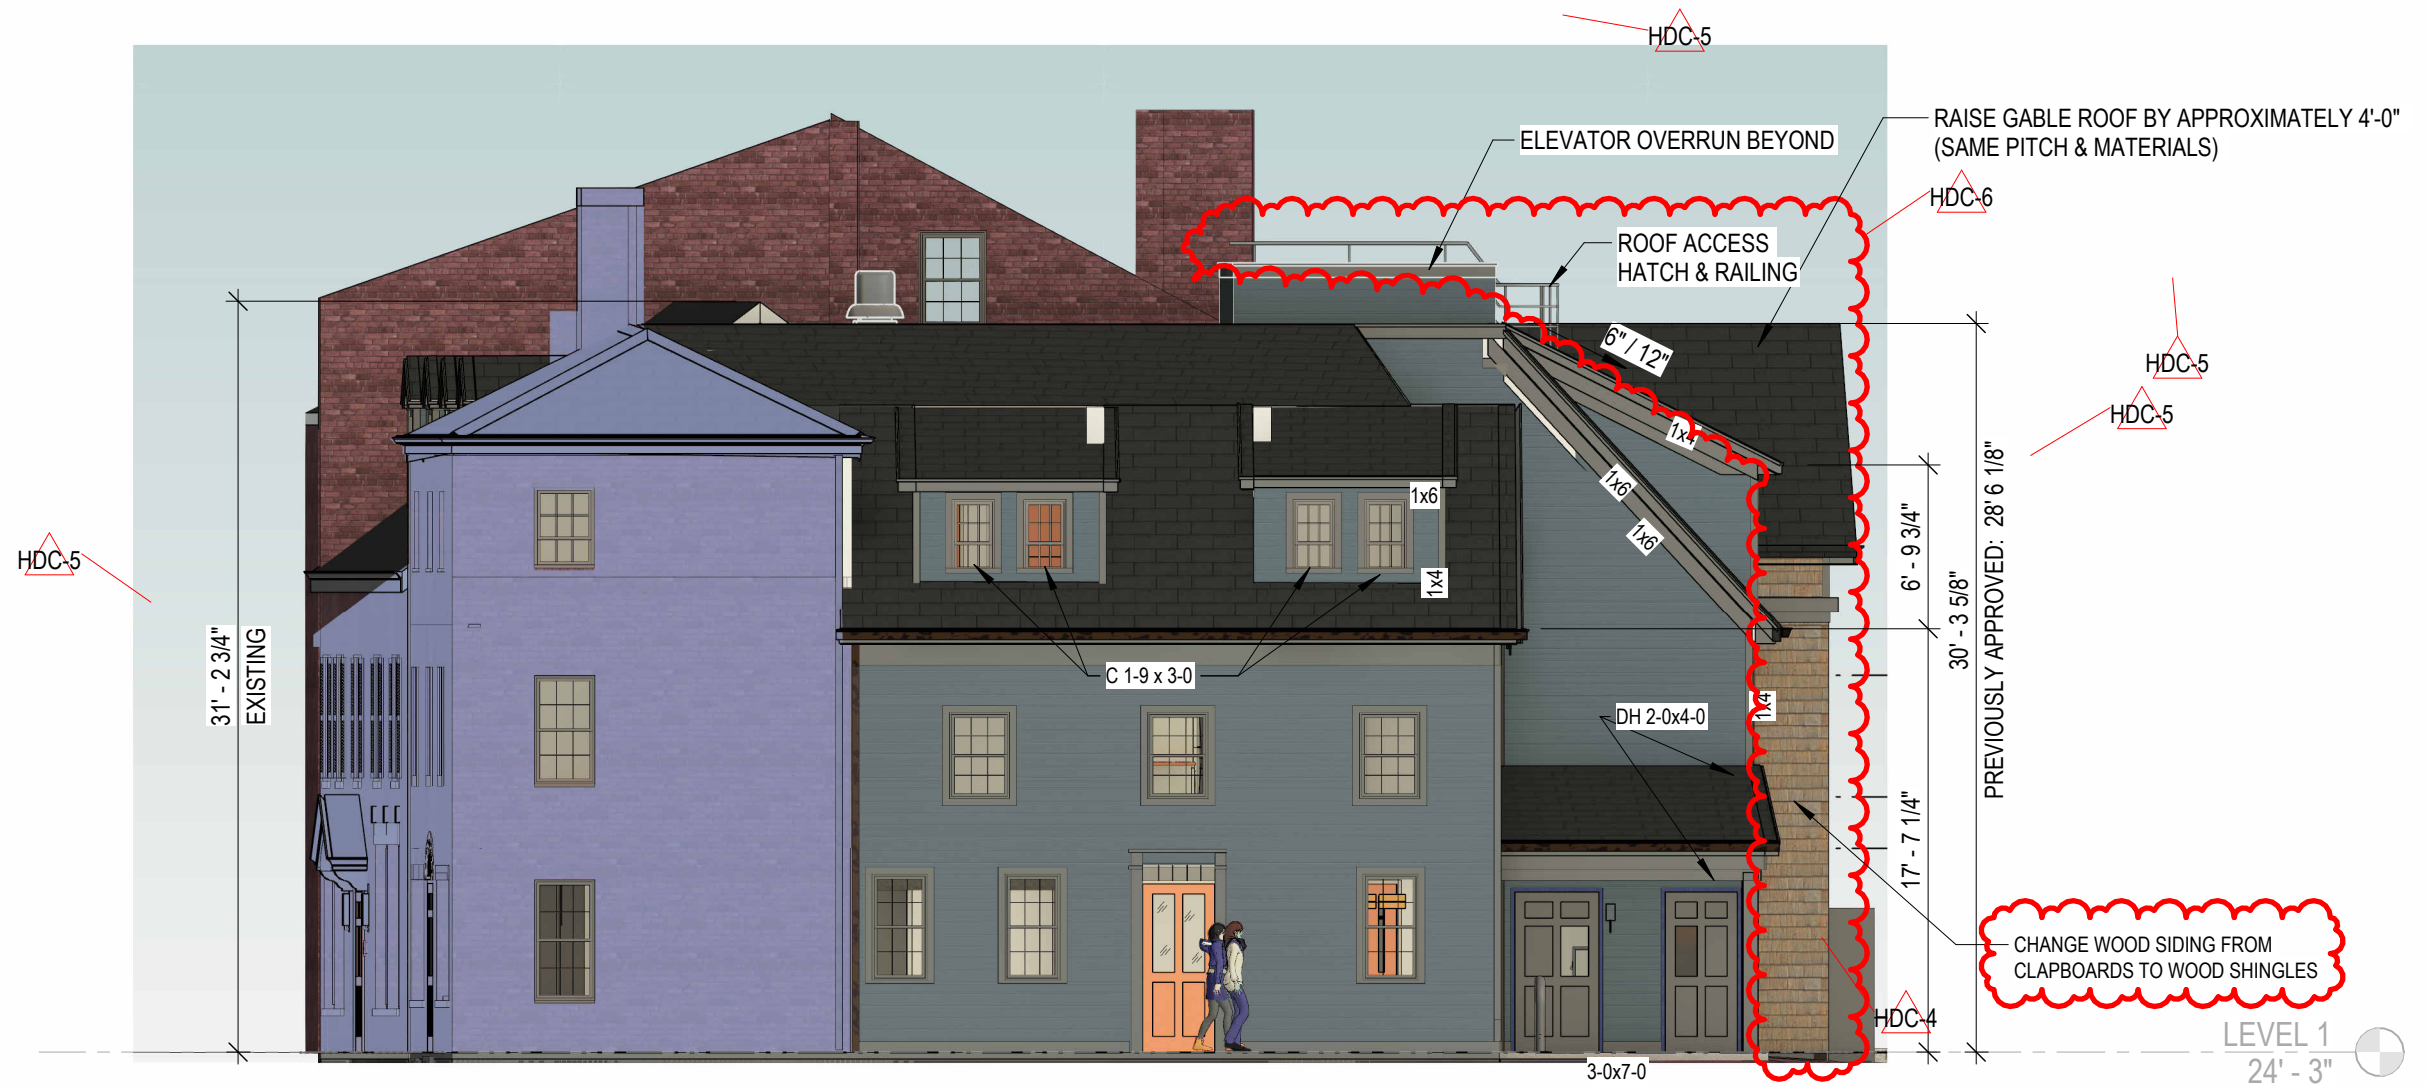 HDC-5
RAISE GABLE ROOF BY APPROXIMATELY 4'-0"
(SAME PITCH & MATERIALS)
ELEVATOR OVERRUN BEYOND
HDC-6
ROOF ACCESS
HATCH & RAILING
6" / 12"
HDC-5
HDC-5
1x4
1x6
1x6
1x6
1x4
HDC-5
31' - 2 3/4"
EXISTING
C 1-9 x 3-0
DH 2-0x4-0
1x4
6' - 9 3/4"
17' - 7 1/4"
30' - 3 5/8"
PREVIOUSLY APPROVED: 28' 6 1/8"
CHANGE WOOD SIDING FROM
CLAPBOARDS TO WOOD SHINGLES
HDC-4
LEVEL 1
24' - 3"
3-0x7-0